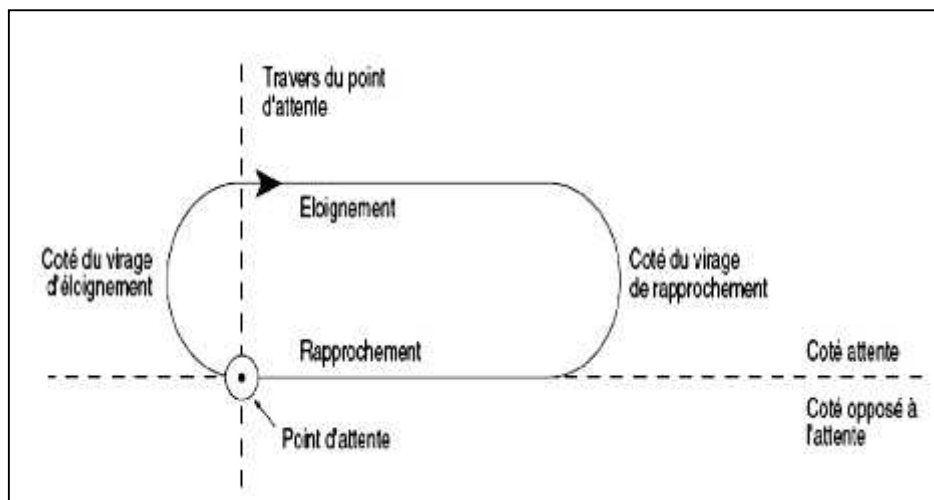 Travers du point
d'attente
Eloignement
Coté du virage
d'éloignement
Coté du virage
de rapprochement
Rapprochement
Coté attente
Point d'attente
Coté opposé à
l'attente